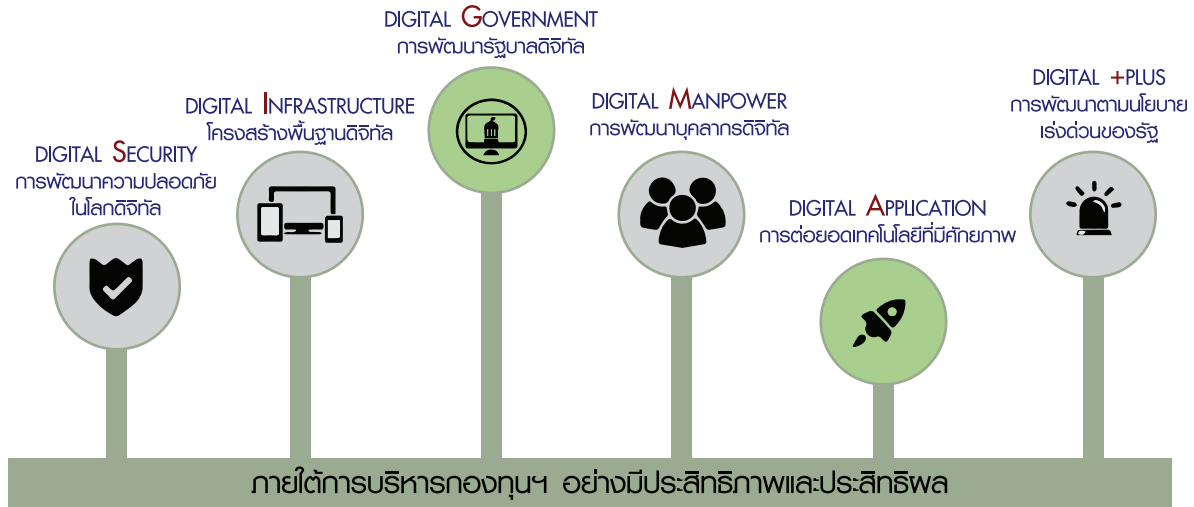 DIGITAL SECURITY
การพัฒนาความปลอดภัย
ในโลกดิจิทัล
DIGITAL INFRASTRUCTURE
โครงสร้างพื้นฐานดิจิทัล
DIGITAL GOVERNMENT
การพัฒนารัฐบาลดิจิทัล
DIGITAL MANPOWER
การพัฒนาบุคลากรดิจิทัล
DIGITAL APPLICATION
การต่อยอดเทคโนโลยีที่มีศักยภาพ
DIGITAL +PLUS
การพัฒนาตามนโยบาย
เร่งด่วนของรัฐ
ภายใต้การบริหารกองทุนฯ อย่างมีประสิทธิภาพและประสิทธิผล